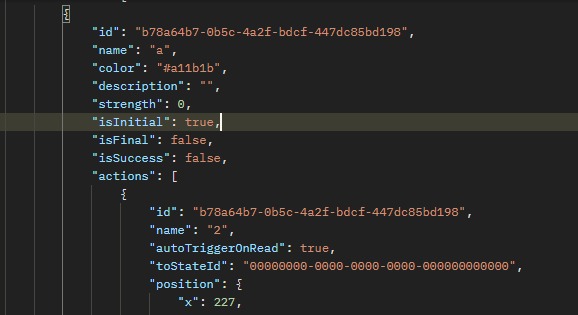 {
"id": "b78a64b7-0b5c-4a2f-bdcf-447dc85bd198",
"name": "a",
"color": "#a11b1b",
"description": "",
"strength": 0,
"isInitial": true,
"isFinal": false,
"isSuccess": false,
"actions": [
{
"id": "b78a64b7-0b5c-4a2f-bdcf-447dc85bd198",
"name": "2",
"autoTriggerOnRead": true,
"toStateId": "00000000-0000-0000-0000-000000000000",
"position": {
"x": 227,